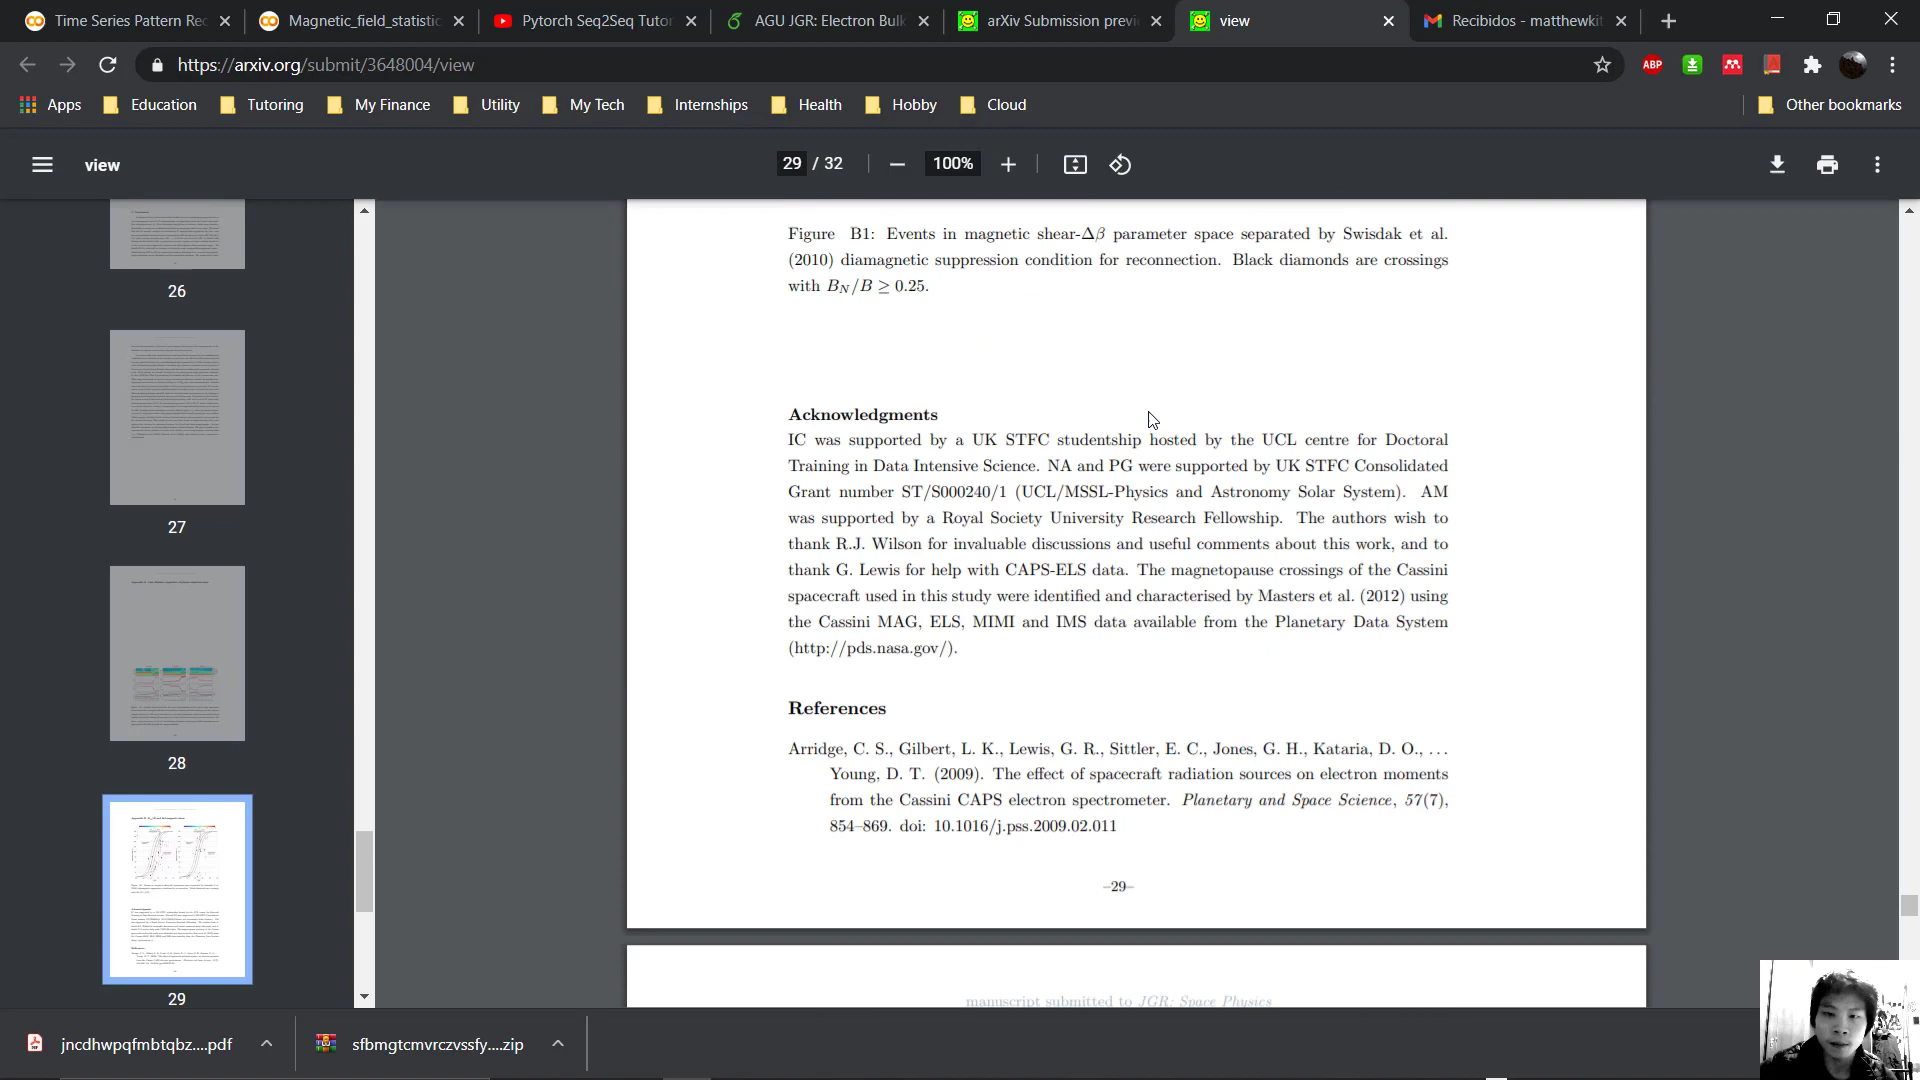 Time Series Pattern Rec
Magnetic_field_statistic
Pytorch Seq2Seq Tutor
AGU JGR: Electron Bulk
arXiv Submission previe
view
Recibidos - matthewkit
https://arxiv.org/submit/3648004/view
ABP
Apps
Education
Tutoring
My Finance
Utility
My Tech
Internships
Health
Hobby
Cloud
Other bookmarks
view
29 / 32
100%
26
27
28
29
Figure B1: Events in magnetic shear-Δβ parameter space separated by Swisdak et al.
(2010) diamagnetic suppression condition for reconnection. Black diamonds are crossings
with B_N/B ≥ 0.25.
Acknowledgments
IC was supported by a UK STFC studentship hosted by the UCL centre for Doctoral
Training in Data Intensive Science. NA and PG were supported by UK STFC Consolidated
Grant number ST/S000240/1 (UCL/MSSL-Physics and Astronomy Solar System). AM
was supported by a Royal Society University Research Fellowship. The authors wish to
thank R.J. Wilson for invaluable discussions and useful comments about this work, and to
thank G. Lewis for help with CAPS-ELS data. The magnetopause crossings of the Cassini
spacecraft used in this study were identified and characterised by Masters et al. (2012) using
the Cassini MAG, ELS, MIMI and IMS data available from the Planetary Data System
(http://pds.nasa.gov/).
References
Arridge, C. S., Gilbert, L. K., Lewis, G. R., Sittler, E. C., Jones, G. H., Kataria, D. O., ...
Young, D. T. (2009). The effect of spacecraft radiation sources on electron moments
from the Cassini CAPS electron spectrometer. Planetary and Space Science, 57(7),
854–869. doi: 10.1016/j.pss.2009.02.011
–29–
manuscript submitted to JGR: Space Physics
jncdhwpqfmbtqbz....pdf
sfbmgtcmvrczvssfy....zip